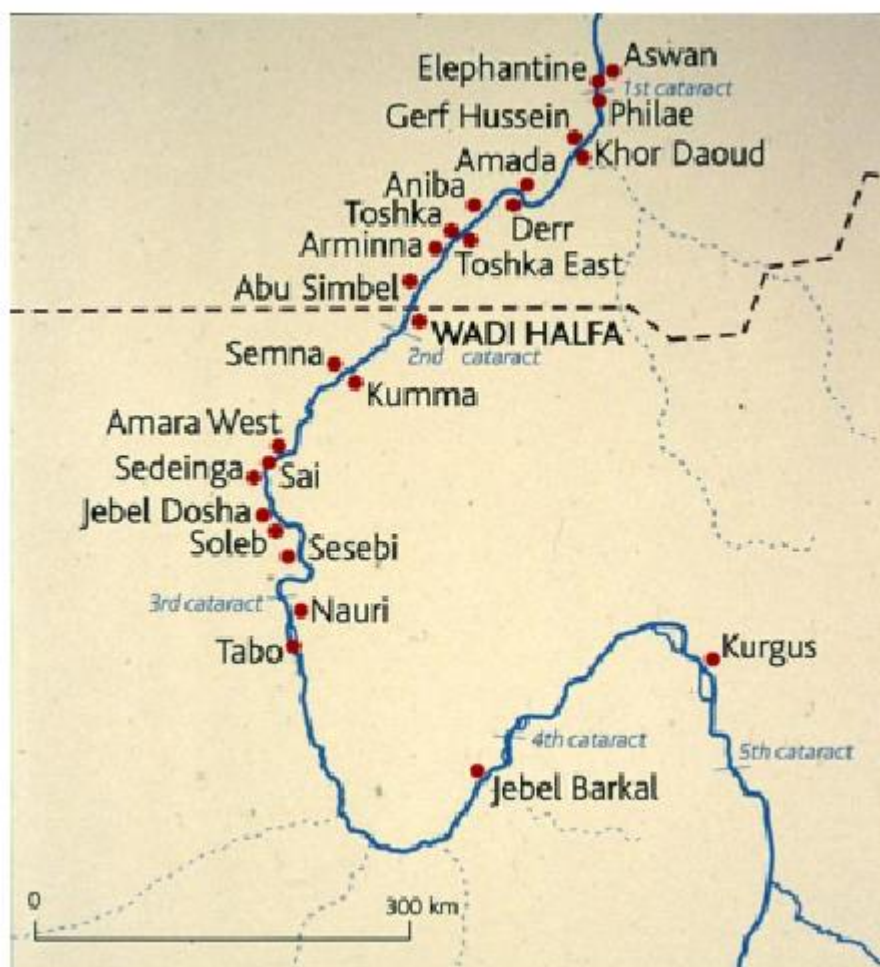 Aswan
Elephantine
1st cataract
Philae
Gerf Hussein
Khor Daoud
Amada
Aniba
Derr
Toshka
Toshka East
Arminna
Abu Simbel
WADI HALFA
2nd cataract
Semna
Kumma
Amara West
Sedeinga
Sai
Jebel Dosha
Soleb
Sesebi
3rd cataract
Nauri
Tabo
Kurgus
4th cataract
5th cataract
Jebel Barkal
0
300 km